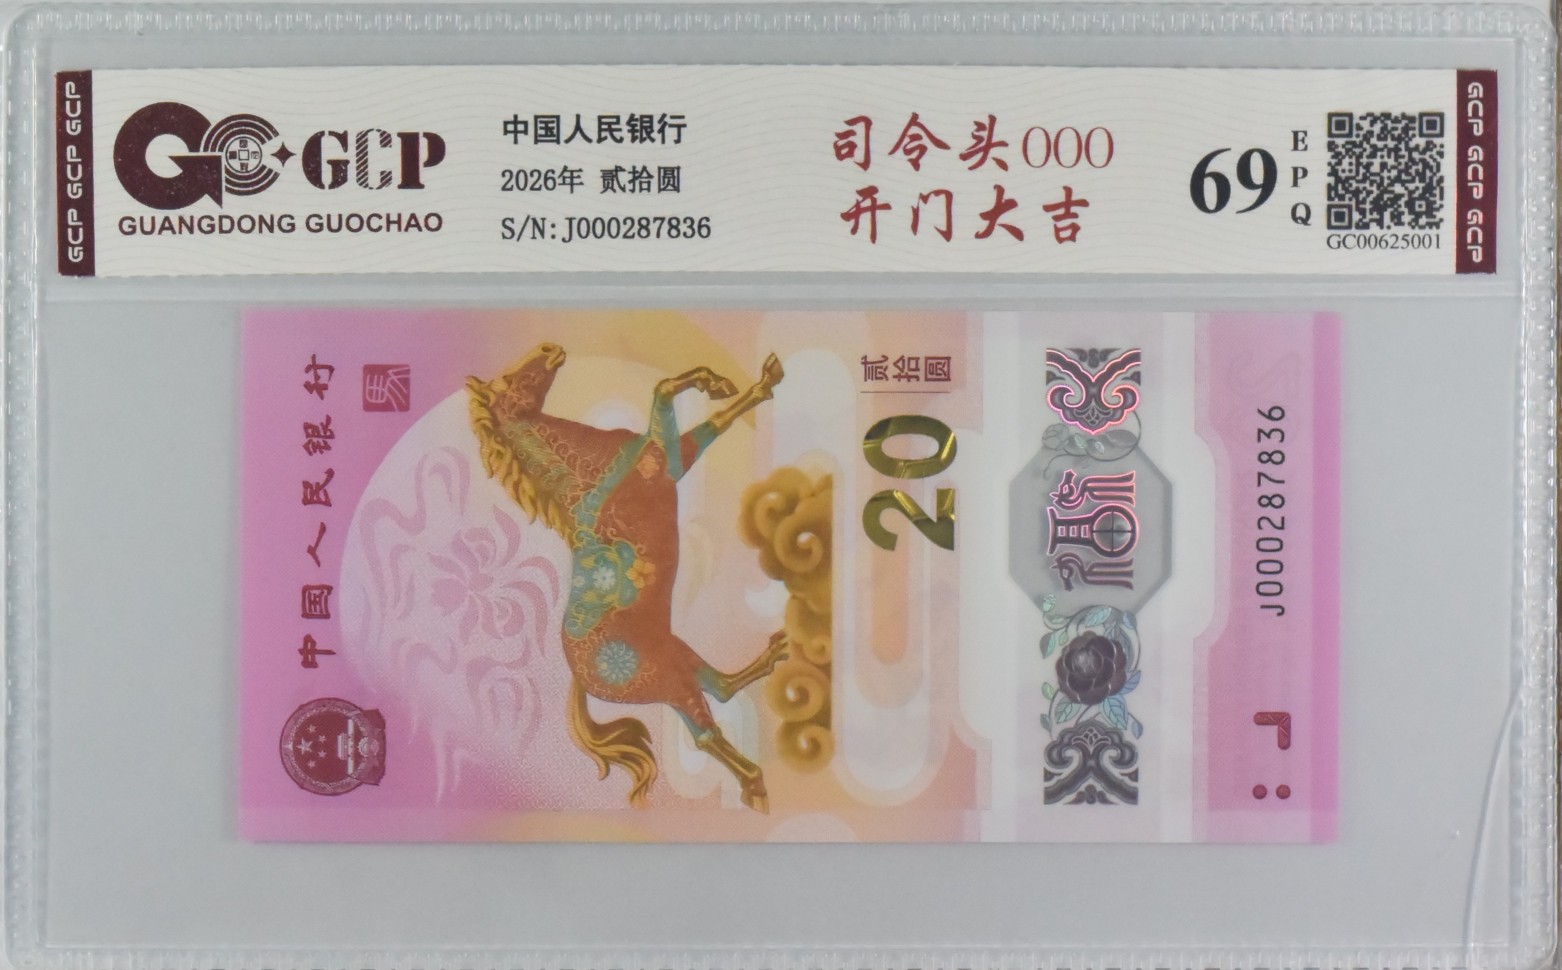 GCP GCP GCP
GCP
GUANGDONG GUOCHAO
中国人民银行
2026年 贰拾圆
S/N:J000287836
司令头000
开门大吉
69
EPQ
GC00625001
GCP GCP GCP
中国人民银行
贰拾圆
20
J000287836